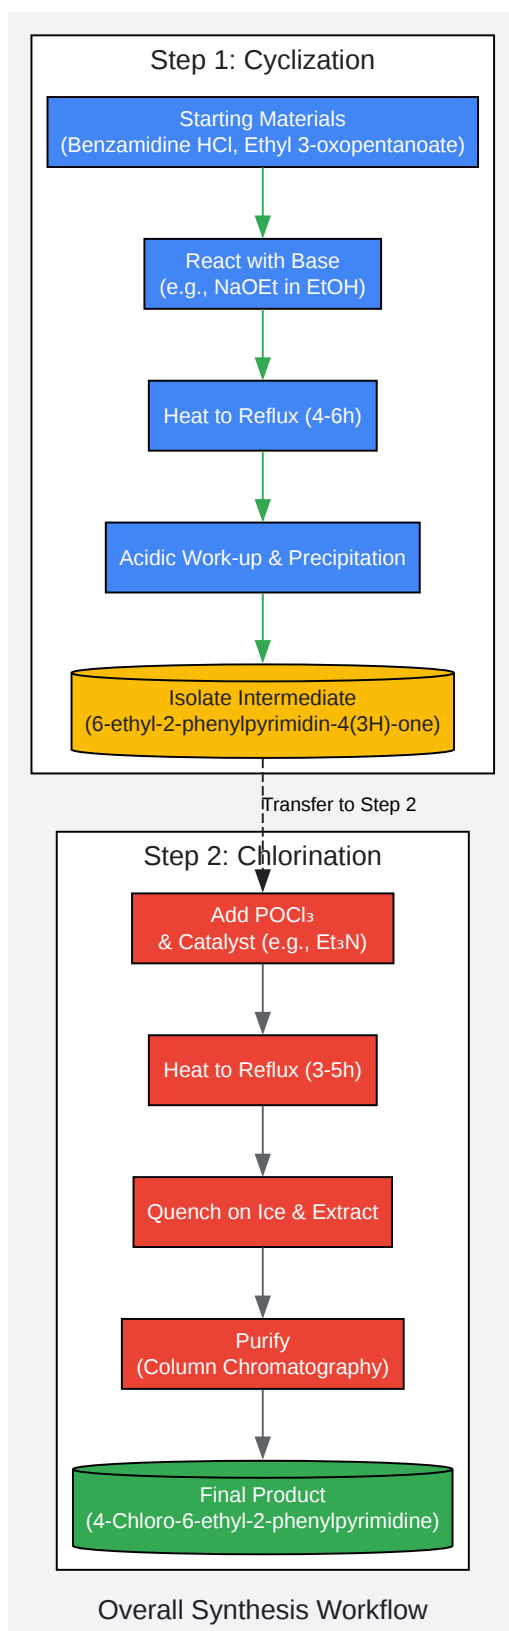 Step 1: Cyclization
Starting Materials
(Benzamidine HCl, Ethyl 3-oxopentanoate)
React with Base
(e.g., NaOEt in EtOH)
Heat to Reflux (4-6h)
Acidic Work-up & Precipitation
Isolate Intermediate
(6-ethyl-2-phenylpyrimidin-4(3H)-one)
Transfer to Step 2
Step 2: Chlorination
Add POCl₃
& Catalyst (e.g., Et₃N)
Heat to Reflux (3-5h)
Quench on Ice & Extract
Purify
(Column Chromatography)
Final Product
(4-Chloro-6-ethyl-2-phenylpyrimidine)
Overall Synthesis Workflow